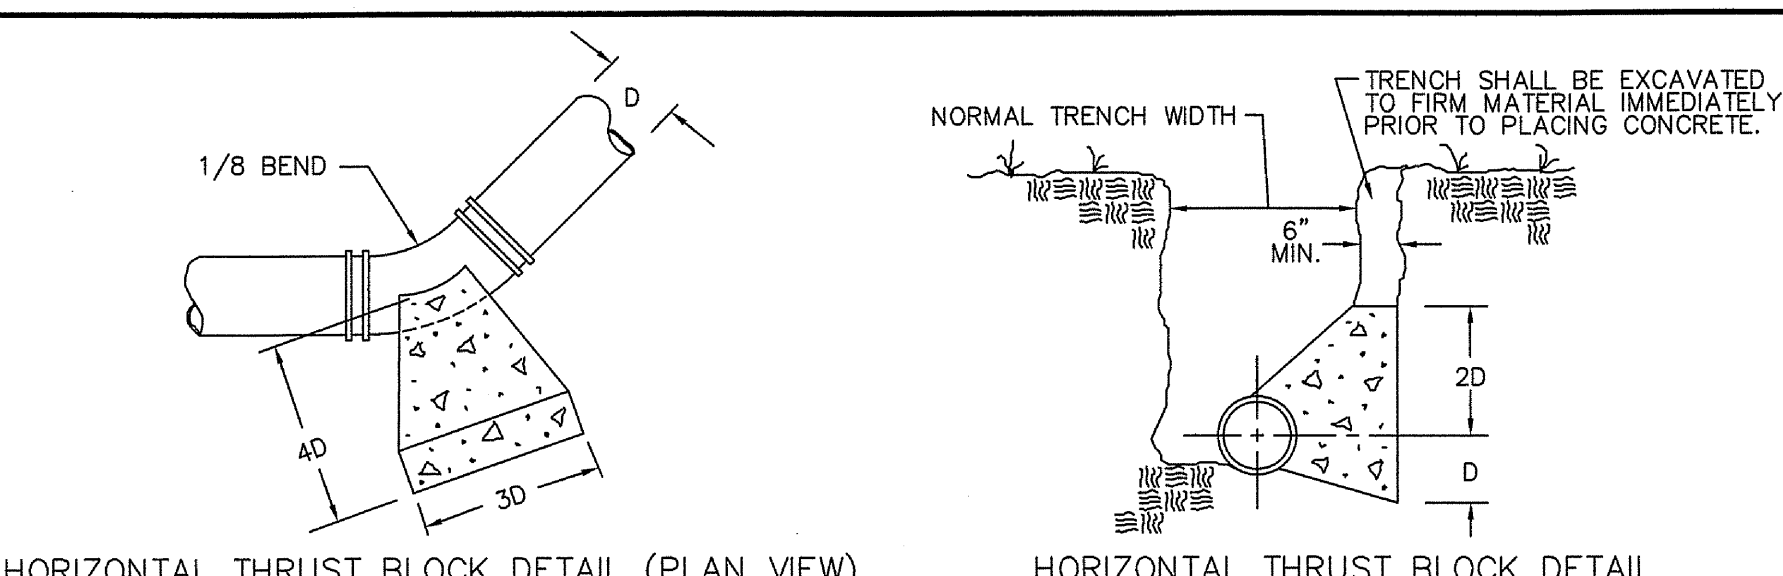 D
1/8 BEND
4D
3D
HORIZONTAL THRUST BLOCK DETAIL (PLAN VIEW)
TRENCH SHALL BE EXCAVATED
TO FIRM MATERIAL IMMEDIATELY
PRIOR TO PLACING CONCRETE.
NORMAL TRENCH WIDTH
6"
MIN.
2D
D
HORIZONTAL THRUST BLOCK DETAIL